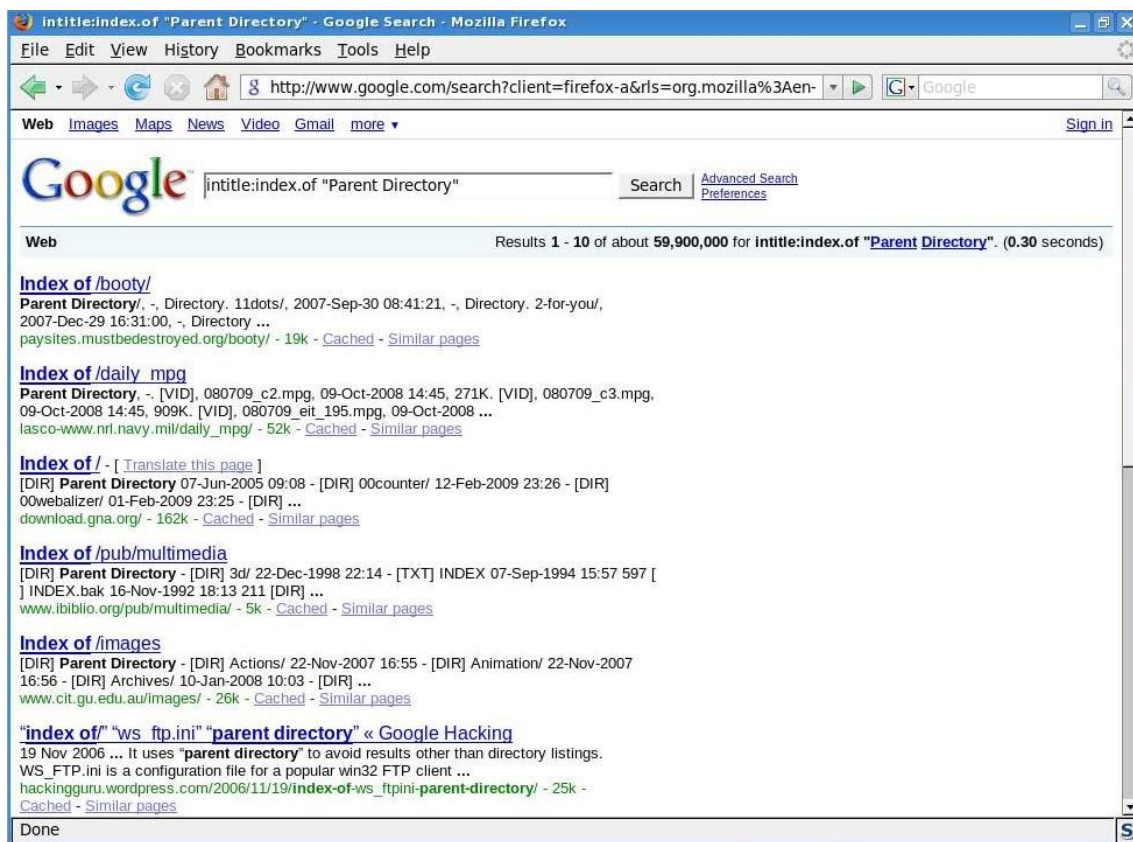 intitle:index.of "Parent Directory" - Google Search - Mozilla Firefox
File Edit View History Bookmarks Tools Help
http://www.google.com/search?client=firefox-a&rls=org.mozilla%3Aen- G Google
Web Images Maps News Video Gmail more ▼ Sign in
Google™ intitle:index.of "Parent Directory" Search Advanced Search
Preferences
Web Results 1 - 10 of about 59,900,000 for intitle:index.of "Parent Directory". (0.30 seconds)
Index of /booty/
Parent Directory/, -, Directory. 11dots/, 2007-Sep-30 08:41:21, -, Directory. 2-for-you/,
2007-Dec-29 16:31:00, -, Directory ...
paysites.mustbedestroyed.org/booty/ - 19k - Cached - Similar pages
Index of /daily_mpg
Parent Directory, -. [VID], 080709_c2.mpg, 09-Oct-2008 14:45, 271K. [VID], 080709_c3.mpg,
09-Oct-2008 14:45, 909K. [VID], 080709_eit_195.mpg, 09-Oct-2008 ...
lasco-www.nrl.navy.mil/daily_mpg/ - 52k - Cached - Similar pages
Index of / - [ Translate this page ]
[DIR] Parent Directory 07-Jun-2005 09:08 - [DIR] 00counter/ 12-Feb-2009 23:26 - [DIR]
00webalizer/ 01-Feb-2009 23:25 - [DIR] ...
download.gna.org/ - 162k - Cached - Similar pages
Index of /pub/multimedia
[DIR] Parent Directory - [DIR] 3d/ 22-Dec-1998 22:14 - [TXT] INDEX 07-Sep-1994 15:57 597 [
] INDEX.bak 16-Nov-1992 18:13 211 [DIR] ...
www.ibiblio.org/pub/multimedia/ - 5k - Cached - Similar pages
Index of /images
[DIR] Parent Directory - [DIR] Actions/ 22-Nov-2007 16:55 - [DIR] Animation/ 22-Nov-2007
16:56 - [DIR] Archives/ 10-Jan-2008 10:03 - [DIR] ...
www.cit.gu.edu.au/images/ - 26k - Cached - Similar pages
“index of/” “ws_ftp.ini” “parent directory” « Google Hacking
19 Nov 2006 ... It uses “parent directory” to avoid results other than directory listings.
WS_FTP.ini is a configuration file for a popular win32 FTP client ...
hackingguru.wordpress.com/2006/11/19/index-of-ws_ftpini-parent-directory/ - 25k -
Cached - Similar pages
Done S